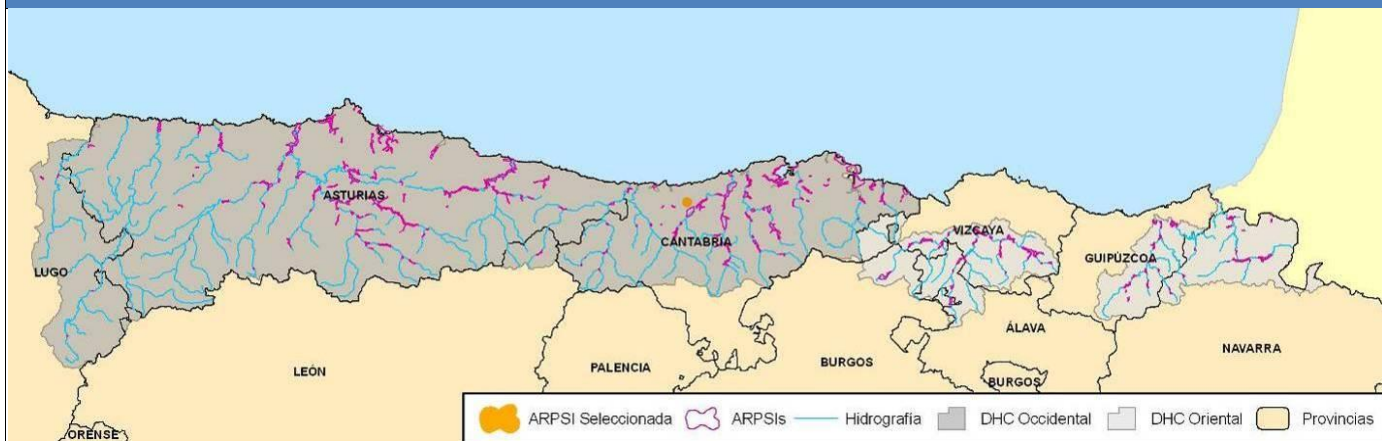 ASTURIAS
CANTABRIA
VIZCAYA
GUIPÚZCOA
LUGO
ÁLAVA
NAVARRA
LEÓN
PALENCIA
BURGOS
BURGOS
ORENSE
ARPSI Seleccionada ARPSIs Hidrografía DHC Occidental DHC Oriental Provincias